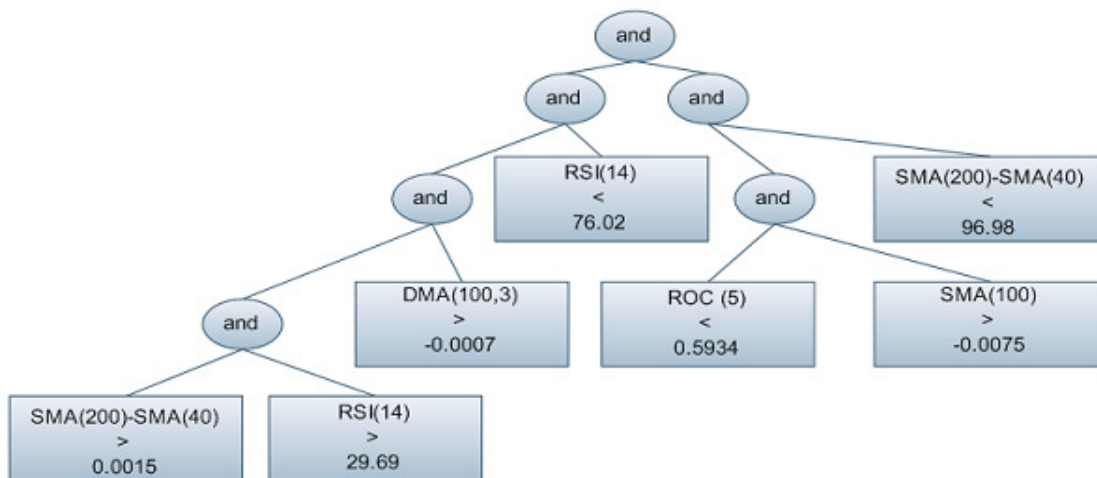 and
and
and
and
RSI(14)
<
76.02
and
SMA(200)-SMA(40)
<
96.98
and
DMA(100,3)
>
-0.0007
ROC (5)
<
0.5934
SMA(100)
>
-0.0075
SMA(200)-SMA(40)
>
0.0015
RSI(14)
>
29.69